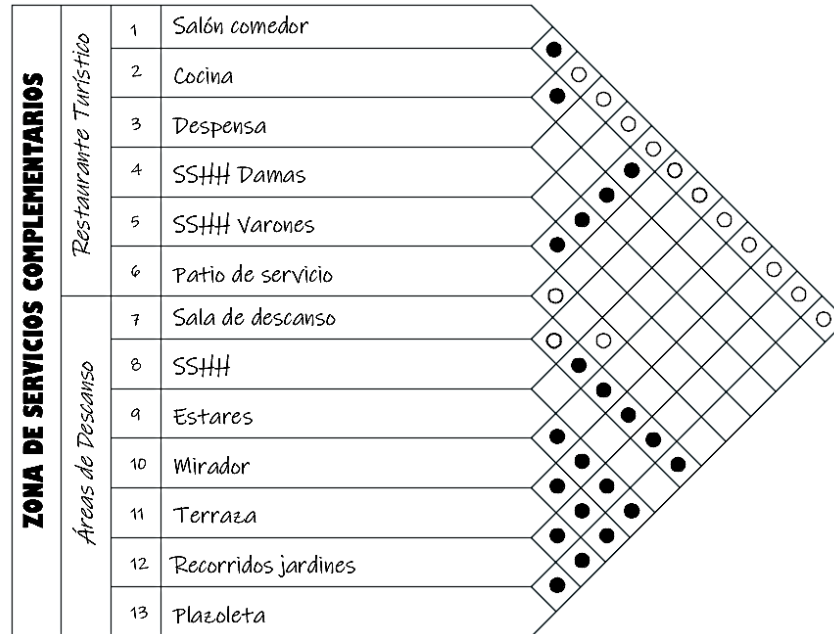 ZONA DE SERVICIOS COMPLEMENTARIOS
Restaurante Turístico
1 Salón comedor
2 Cocina
3 Despensa
4 SSHH Damas
5 SSHH Varones
6 Patio de servicio
Áreas de Descanso
7 Sala de descanso
8 SSHH
9 Estares
10 Mirador
11 Terraza
12 Recorridos jardines
13 Plazoleta